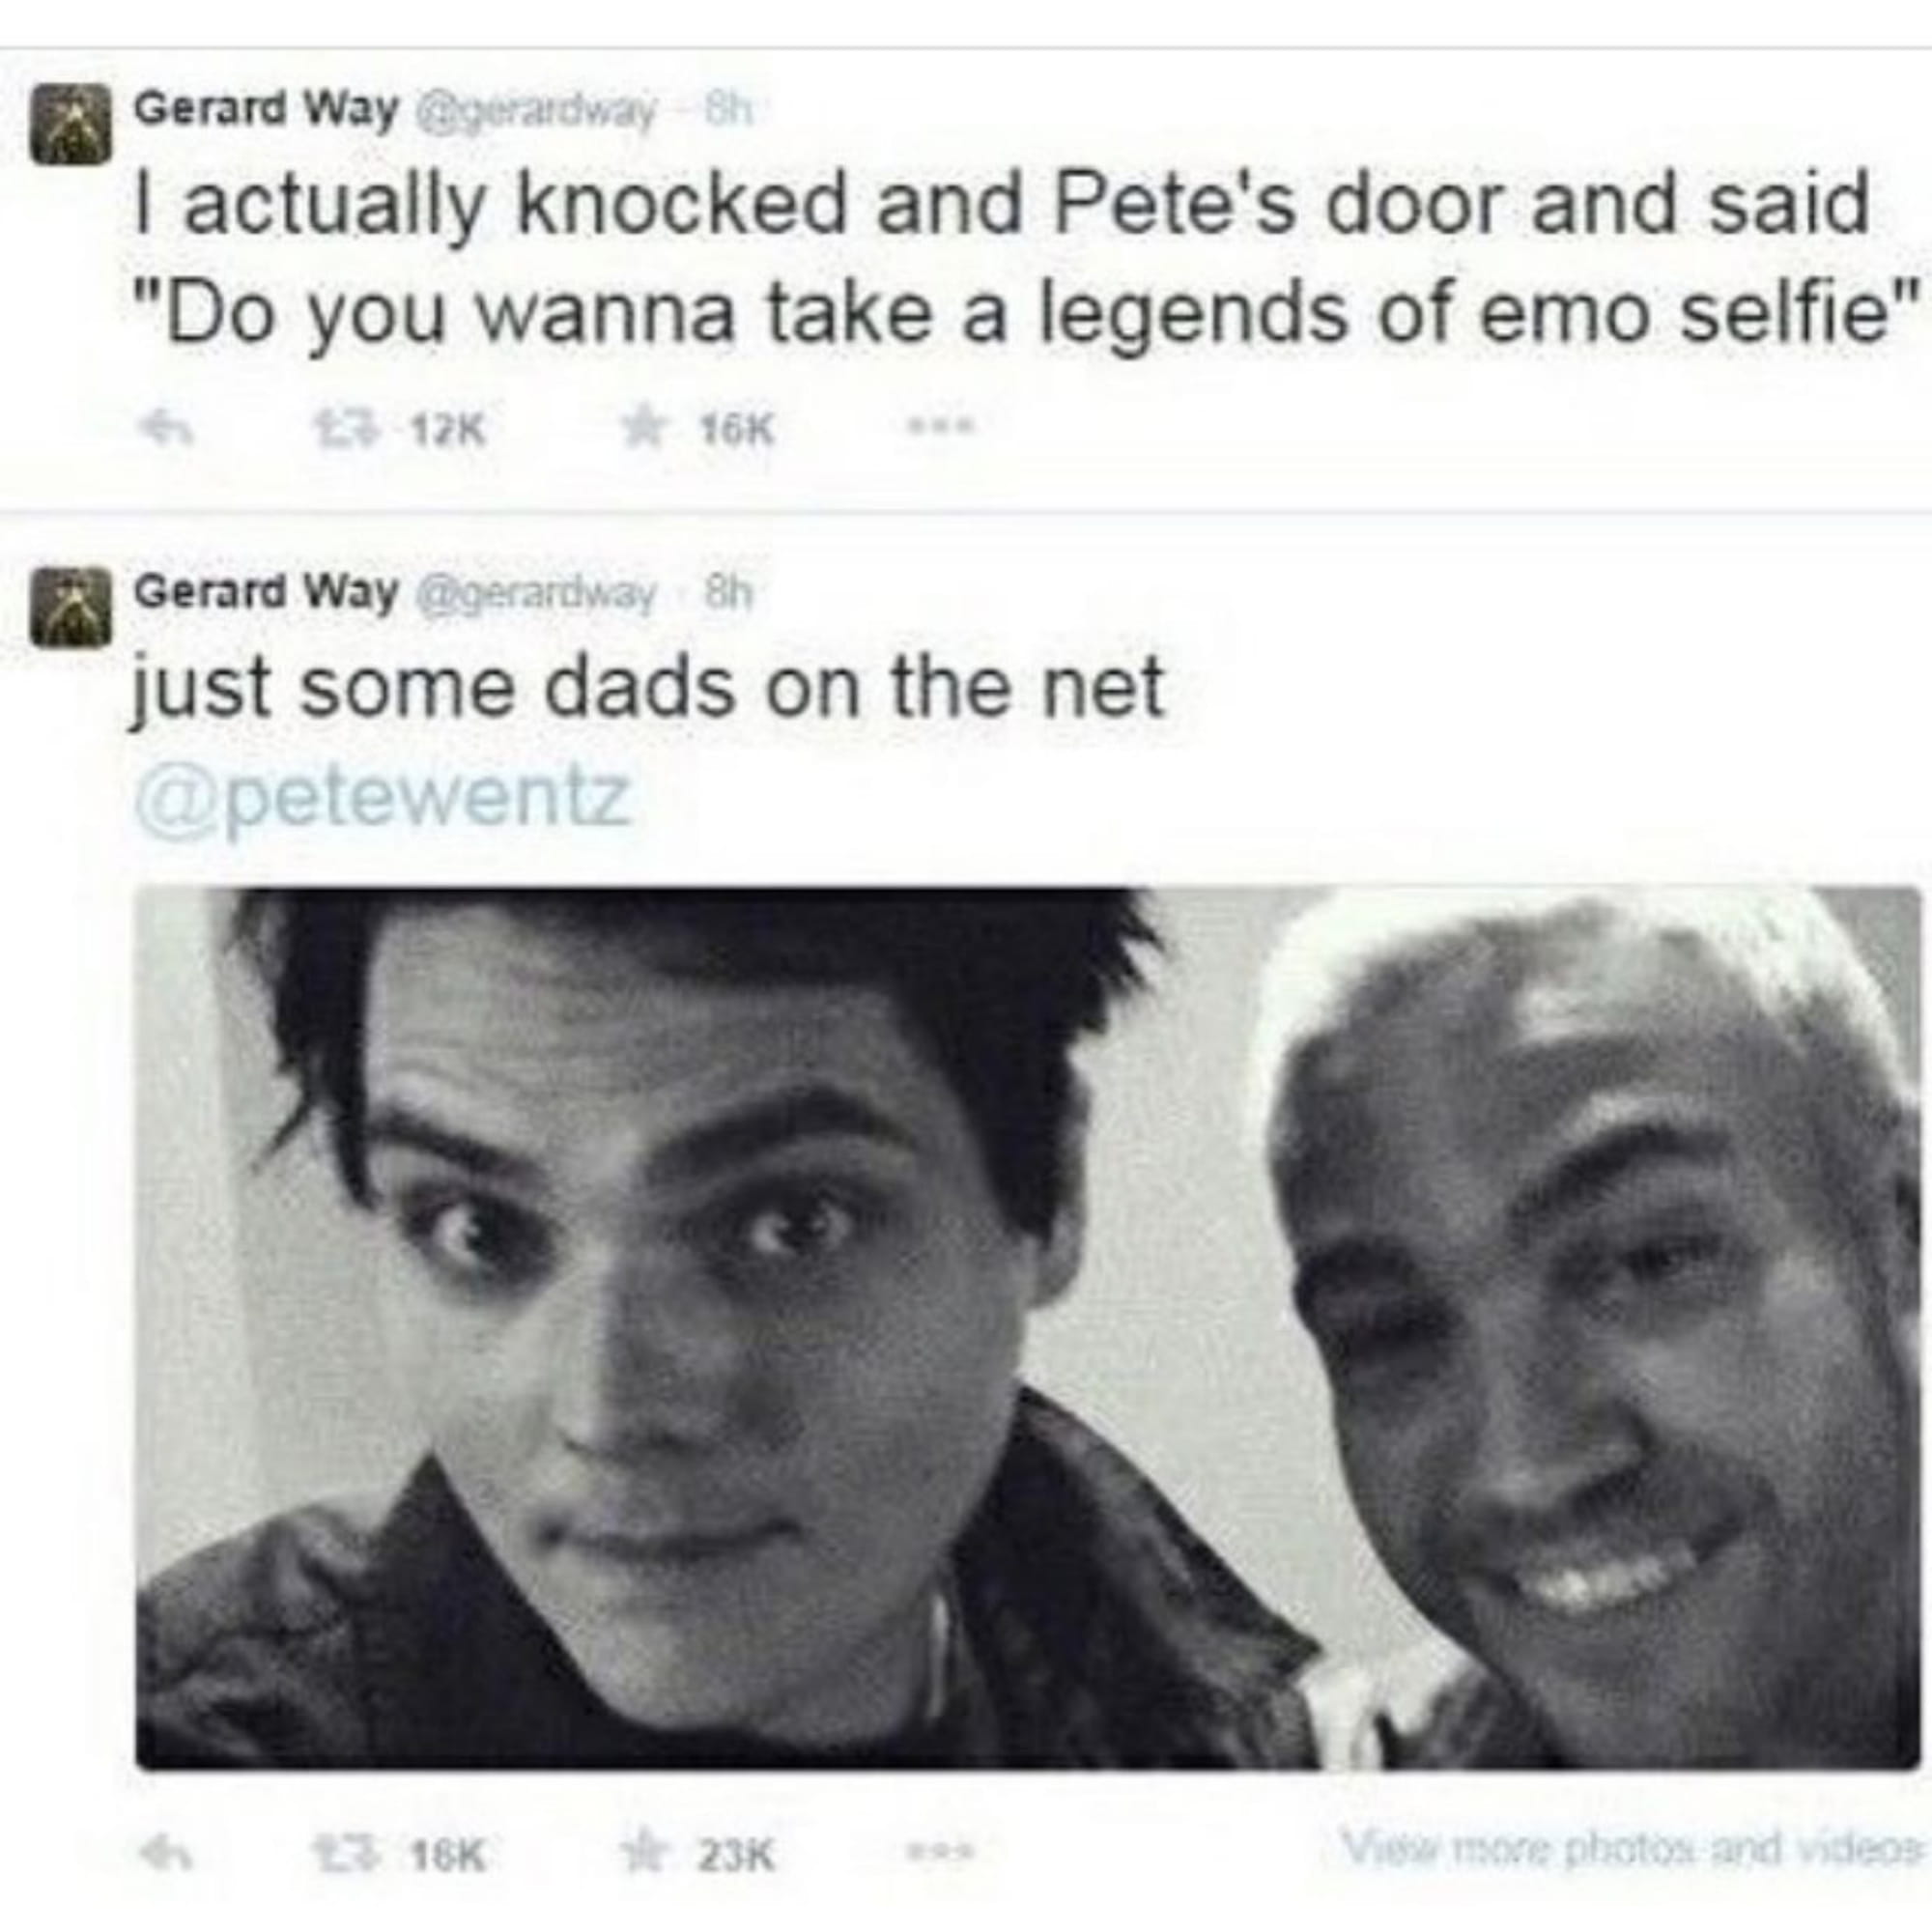 Gerard Way @gerardway · 8h
I actually knocked and Pete's door and said
"Do you wanna take a legends of emo selfie"
12K 16K
Gerard Way @gerardway · 8h
just some dads on the net
@petewentz
16K 23K View more photos and videos